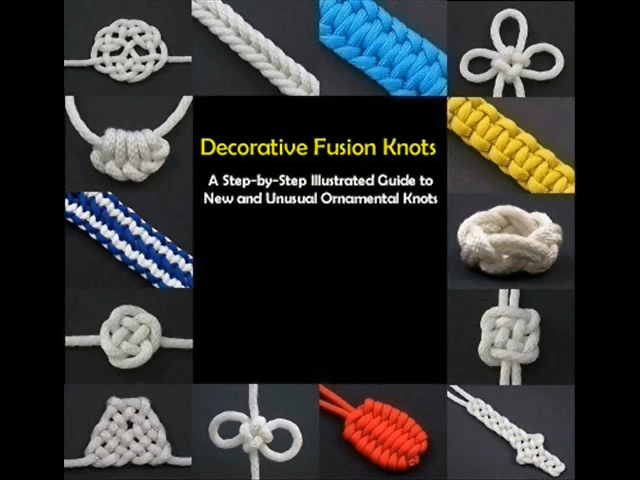 Decorative Fusion Knots
A Step-by-Step Illustrated Guide to
New and Unusual Ornamental Knots